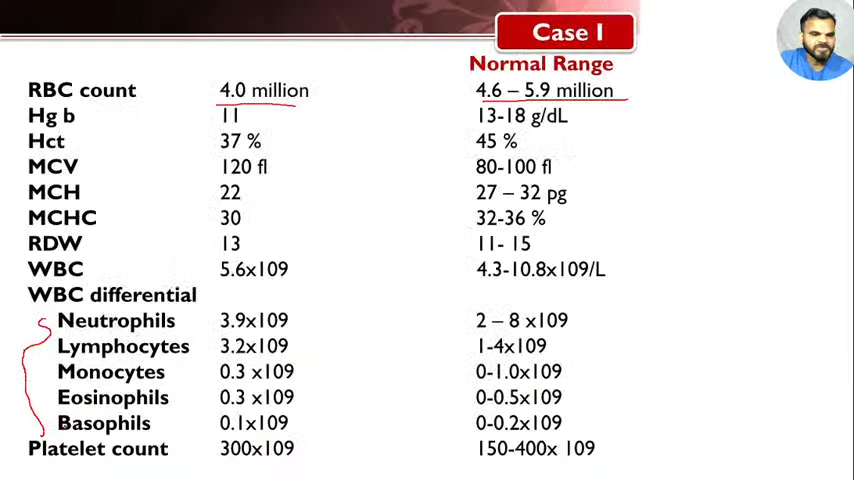 Case I
Normal Range
RBC count 4.0 million 4.6 – 5.9 million
Hg b 11 13-18 g/dL
Hct 37 % 45 %
MCV 120 fl 80-100 fl
MCH 22 27 – 32 pg
MCHC 30 32-36 %
RDW 13 11- 15
WBC 5.6x109 4.3-10.8x109/L
WBC differential
Neutrophils 3.9x109 2 – 8 x109
Lymphocytes 3.2x109 1-4x109
Monocytes 0.3 x109 0-1.0x109
Eosinophils 0.3 x109 0-0.5x109
Basophils 0.1x109 0-0.2x109
Platelet count 300x109 150-400x 109